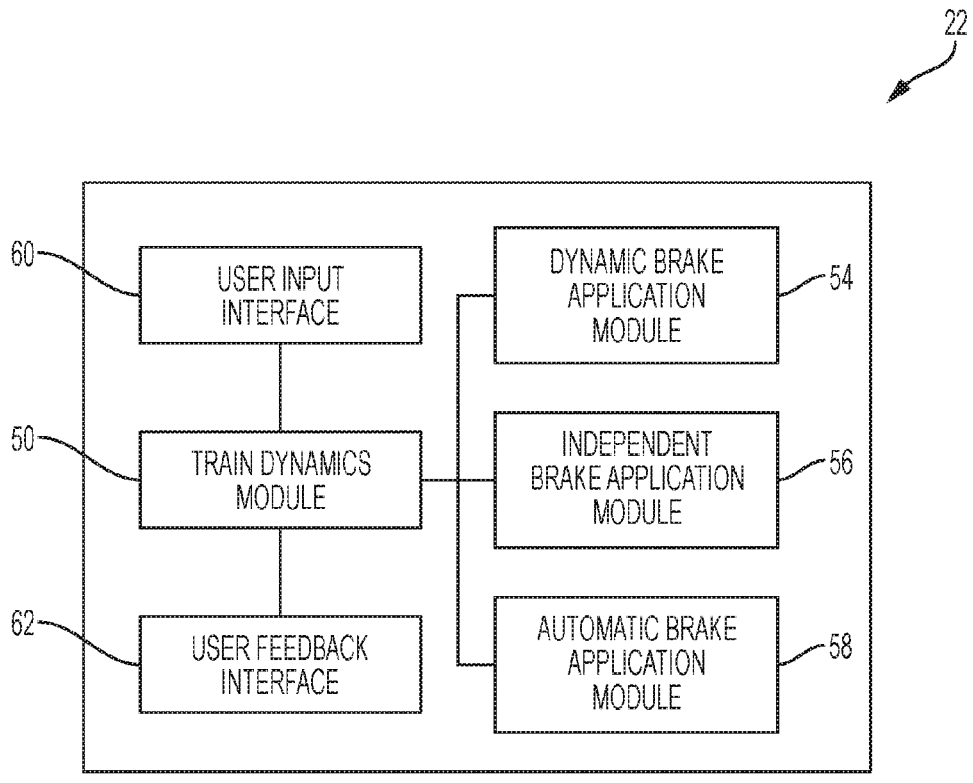 22
60
USER INPUT
INTERFACE
50
TRAIN DYNAMICS
MODULE
62
USER FEEDBACK
INTERFACE
DYNAMIC BRAKE
APPLICATION
MODULE
54
INDEPENDENT
BRAKE APPLICATION
MODULE
56
AUTOMATIC BRAKE
APPLICATION
MODULE
58